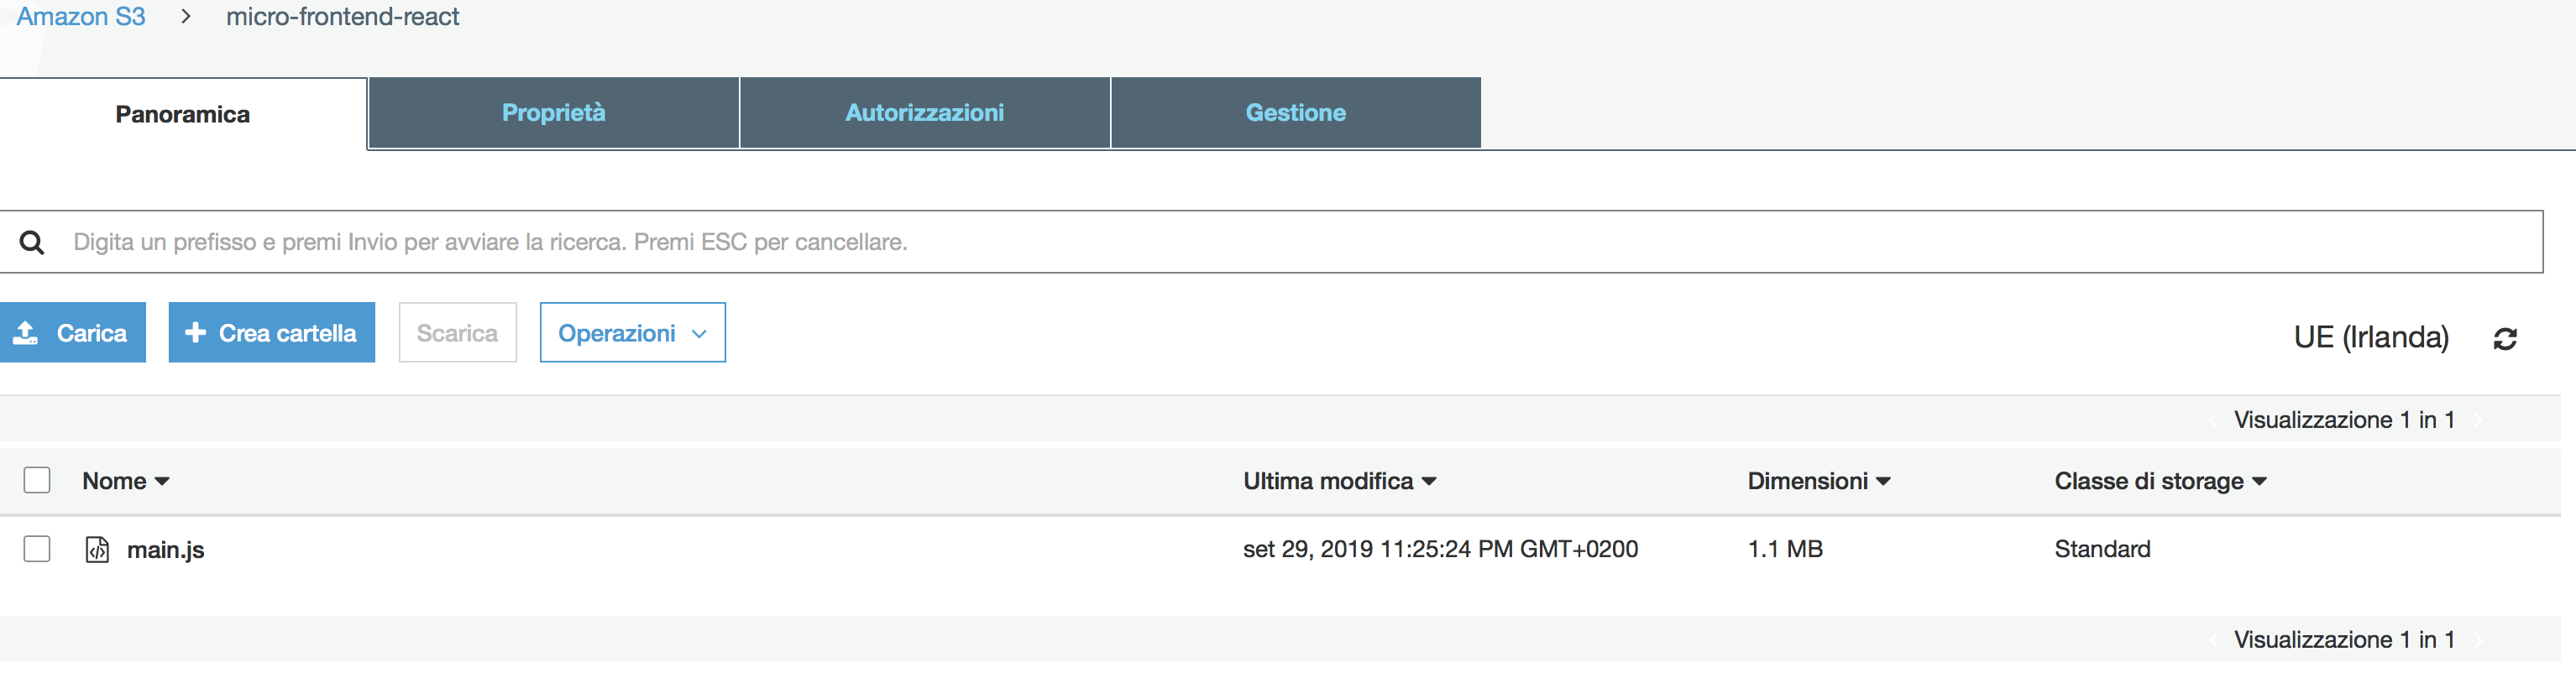 Amazon S3 > micro-frontend-react
Panoramica Proprietà Autorizzazioni Gestione
Digita un prefisso e premi Invio per avviare la ricerca. Premi ESC per cancellare.
Carica Crea cartella Scarica Operazioni UE (Irlanda)
Visualizzazione 1 in 1
Nome Ultima modifica Dimensioni Classe di storage
main.js set 29, 2019 11:25:24 PM GMT+0200 1.1 MB Standard
Visualizzazione 1 in 1